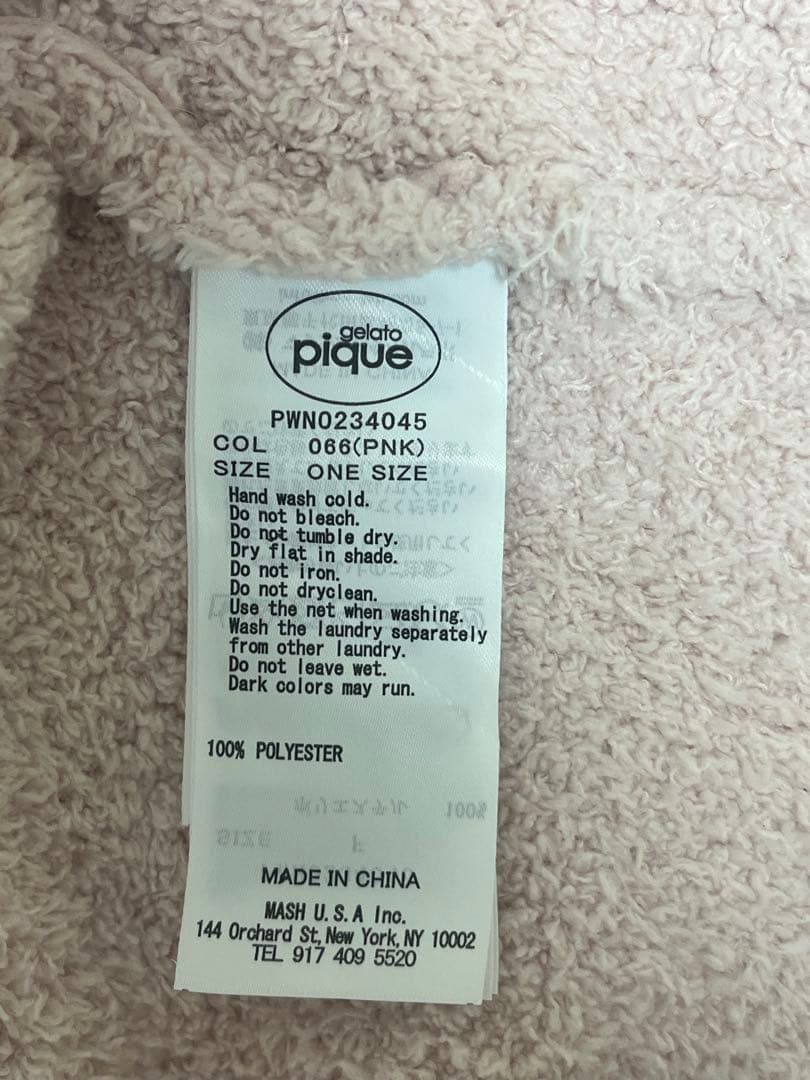 gelato
pique
PWNO234045
COL 066(PNK)
SIZE ONE SIZE
Hand wash cold.
Do not bleach.
Do not tumble dry.
Dry flat in shade.
Do not iron.
Do not dryclean.
Use the net when washing.
Wash the laundry separately
from other laundry.
Do not leave wet.
Dark colors may run.
100% POLYESTER
MADE IN CHINA
MASH U.S.A Inc.
144 Orchard St, New York, NY 10002
TEL 917 409 5520